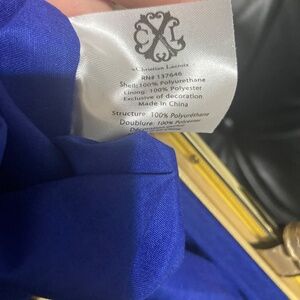 CXL
Christian Lacroix
RN# 137646
Shell:100% Polyurethane
Lining: 100% Polyester
Exclusive of decoration
Made In China
Structure: 100% Polyurethane
Doublure: 100% Polyester